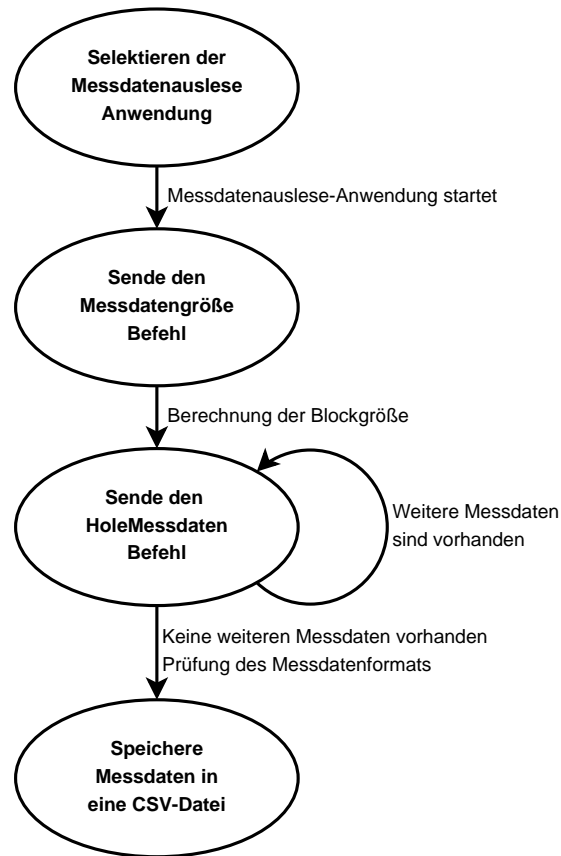 Selektieren der
Messdatenauslese
Anwendung
Messdatenauslese-Anwendung startet
Sende den
Messdatengröße
Befehl
Berechnung der Blockgröße
Sende den
HoleMessdaten
Befehl
Weitere Messdaten
sind vorhanden
Keine weiteren Messdaten vorhanden
Prüfung des Messdatenformats
Speichere
Messdaten in
eine CSV-Datei